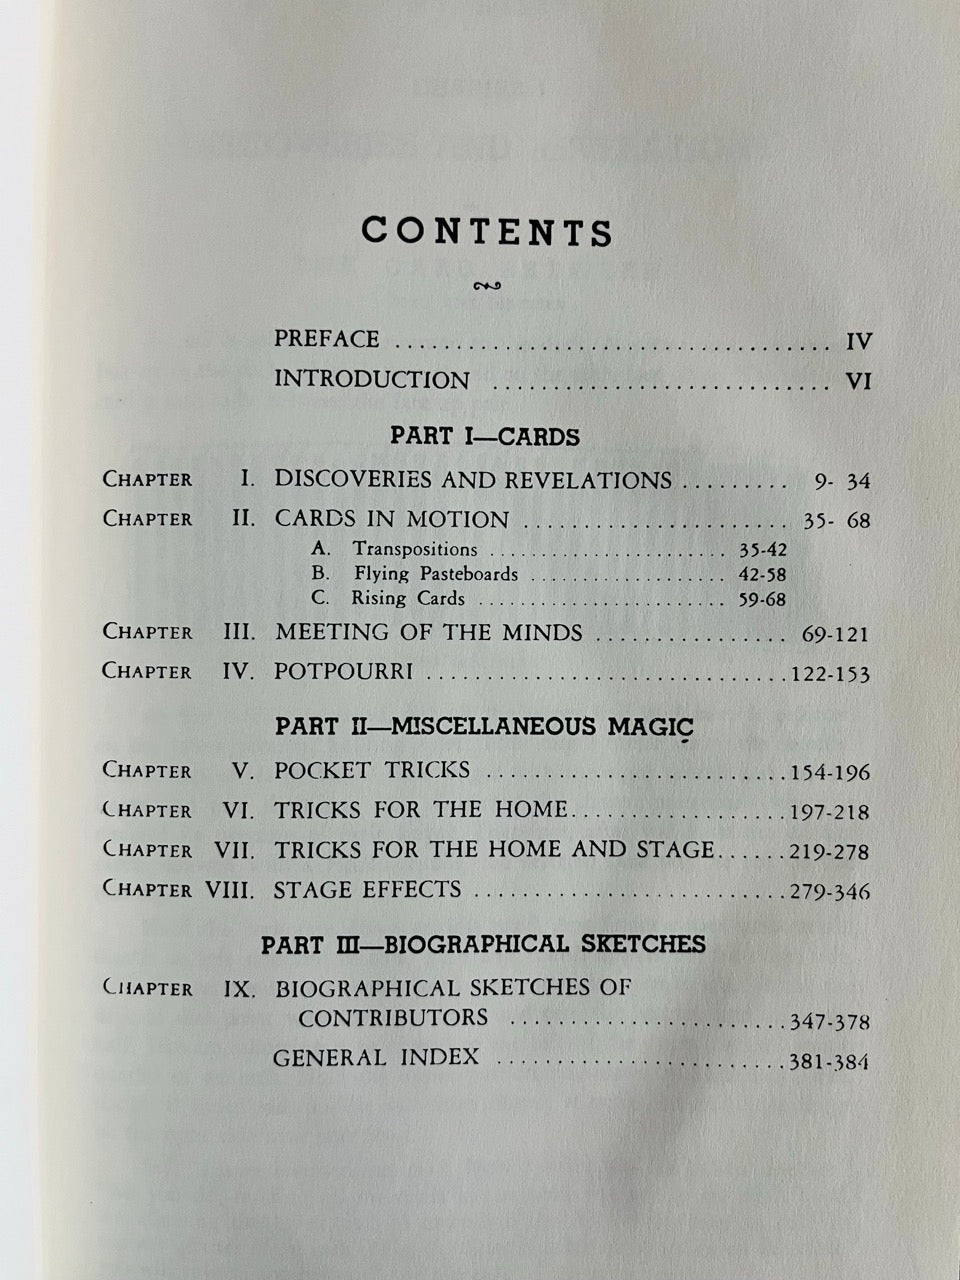 CONTENTS
PREFACE ........................................ IV
INTRODUCTION ............................. VI
PART I—CARDS
CHAPTER I. DISCOVERIES AND REVELATIONS ......... 9- 34
CHAPTER II. CARDS IN MOTION ...................... 35- 68
A. Transpositions .................... 35-42
B. Flying Pasteboards ................. 42-58
C. Rising Cards ..................... 59-68
CHAPTER III. MEETING OF THE MINDS ................ 69-121
CHAPTER IV. POTPOURRI ..............................122-153
PART II—MISCELLANEOUS MAGIC
CHAPTER V. POCKET TRICKS .........................154-196
CHAPTER VI. TRICKS FOR THE HOME..................197-218
CHAPTER VII. TRICKS FOR THE HOME AND STAGE......219-278
CHAPTER VIII. STAGE EFFECTS ..........................279-346
PART III—BIOGRAPHICAL SKETCHES
CHAPTER IX. BIOGRAPHICAL SKETCHES OF
CONTRIBUTORS .......................347-378
GENERAL INDEX ........................381-384